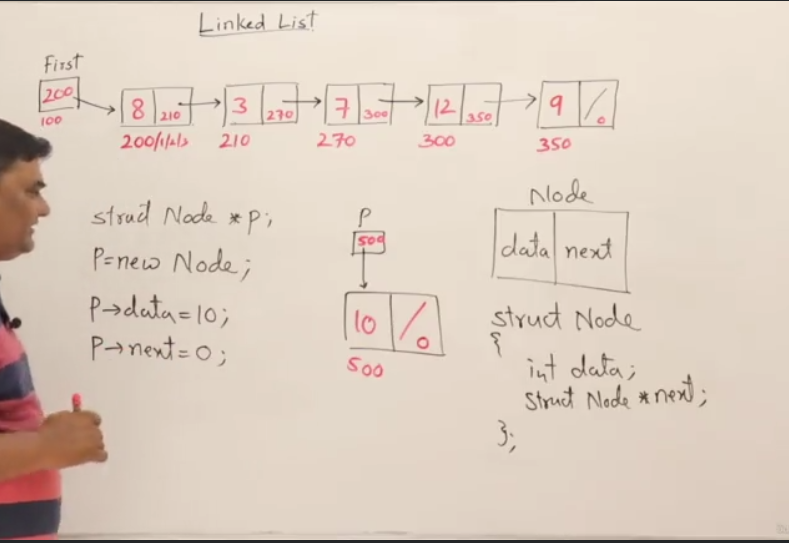 Linked List
First
200
100
8 210
3 270
7 300
12 350
9 /0
200/1/2/3
210
270
300
350
struct Node *p;
P=new Node;
P→data=10;
P→next=0;
P
500
10 /0
500
Node
data next
struct Node
{
int data;
struct Node *next;
};